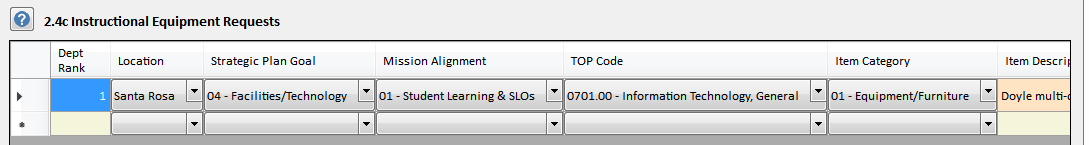 ? 2.4c Instructional Equipment Requests
Dept Rank Location Strategic Plan Goal Mission Alignment TOP Code Item Category Item Descrip
1 Santa Rosa 04 - Facilities/Technology 01 - Student Learning & SLOs 0701.00 - Information Technology, General 01 - Equipment/Furniture Doyle multi-c
*